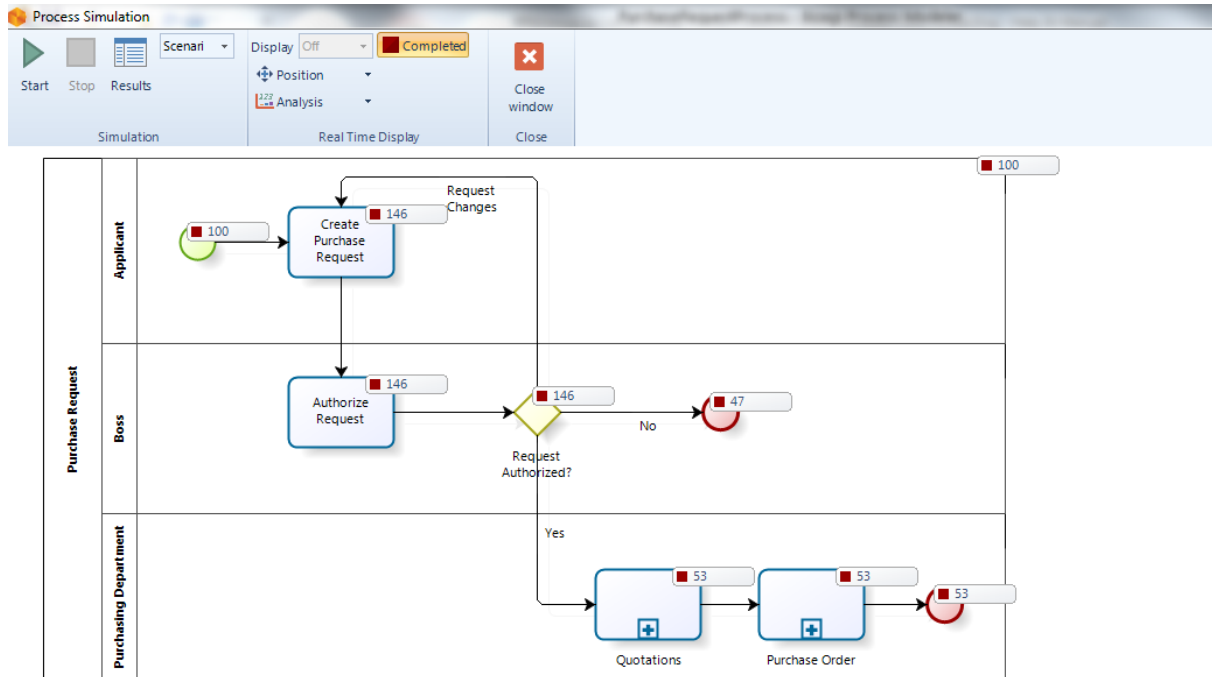 Process Simulation
Scenari
Display Off
Completed
Position
Analysis
Start
Stop
Results
Close
window
Simulation
Real Time Display
Close
100
Request
Changes
146
Create
Purchase
Request
100
Applicant
Purchase Request
146
Authorize
Request
146
47
No
Boss
Request
Authorized?
Yes
Purchasing Department
53
53
53
Quotations
Purchase Order